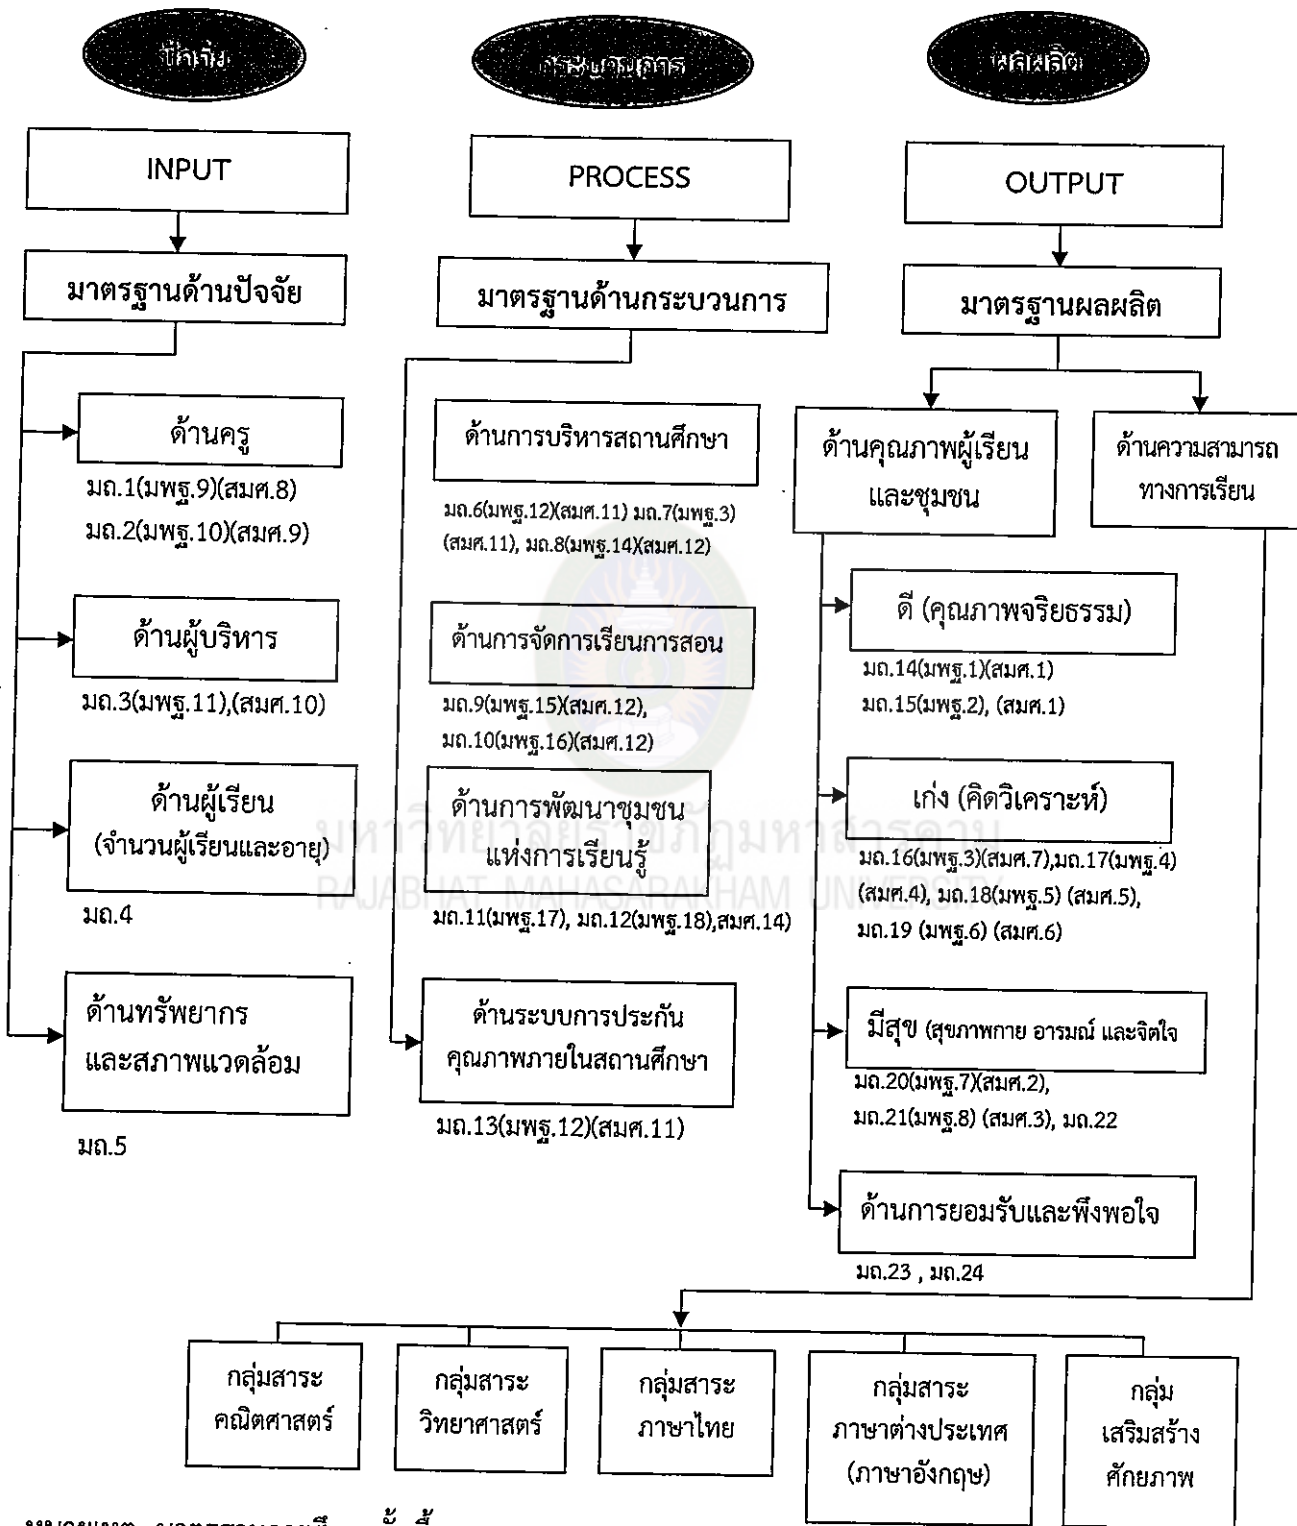 ปัจจัย
กระบวนการ
ผลผลิต
INPUT
PROCESS
OUTPUT
มาตรฐานด้านปัจจัย
มาตรฐานด้านกระบวนการ
มาตรฐานผลผลิต
ด้านครู
มถ.1(มพฐ.9)(สมศ.8)
มถ.2(มพฐ.10)(สมศ.9)
ด้านผู้บริหาร
มถ.3(มพฐ.11),(สมศ.10)
ด้านผู้เรียน
(จำนวนผู้เรียนและอายุ)
มถ.4
ด้านทรัพยากร
และสภาพแวดล้อม
มถ.5
ด้านการบริหารสถานศึกษา
มถ.6(มพฐ.12)(สมศ.11) มถ.7(มพฐ.3)
(สมศ.11), มถ.8(มพฐ.14)(สมศ.12)
ด้านการจัดการเรียนการสอน
มถ.9(มพฐ.15)(สมศ.12),
มถ.10(มพฐ.16)(สมศ.12)
ด้านการพัฒนาชุมชน
แห่งการเรียนรู้
มถ.11(มพฐ.17), มถ.12(มพฐ.18),สมศ.14)
ด้านระบบการประกัน
คุณภาพภายในสถานศึกษา
มถ.13(มพฐ.12)(สมศ.11)
ด้านคุณภาพผู้เรียน
และชุมชน
ด้านความสามารถ
ทางการเรียน
ดี (คุณภาพจริยธรรม)
มถ.14(มพฐ.1)(สมศ.1)
มถ.15(มพฐ.2), (สมศ.1)
เก่ง (คิดวิเคราะห์)
มถ.16(มพฐ.3)(สมศ.7),มถ.17(มพฐ.4)
(สมศ.4), มถ.18(มพฐ.5) (สมศ.5),
มถ.19 (มพฐ.6) (สมศ.6)
มีสุข (สุขภาพกาย อารมณ์ และจิตใจ
มถ.20(มพฐ.7)(สมศ.2),
มถ.21(มพฐ.8) (สมศ.3), มถ.22
ด้านการยอมรับและพึงพอใจ
มถ.23 , มถ.24
มหาวิทยาลัยราชภัฏมหาสารคาม
RAJABHAT MAHASARAKHAM UNIVERSITY
กลุ่มสาระ
คณิตศาสตร์
กลุ่มสาระ
วิทยาศาสตร์
กลุ่มสาระ
ภาษาไทย
กลุ่มสาระ
ภาษาต่างประเทศ
(ภาษาอังกฤษ)
กลุ่ม
เสริมสร้าง
ศักยภาพ